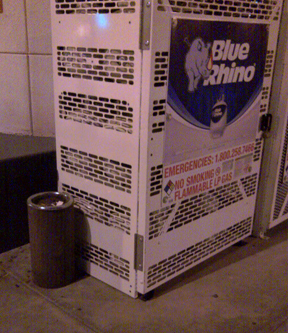 Blue
Rhino
EMERGENCIES: 1.800.258.7466
NO SMOKING
FLAMMABLE LP GAS